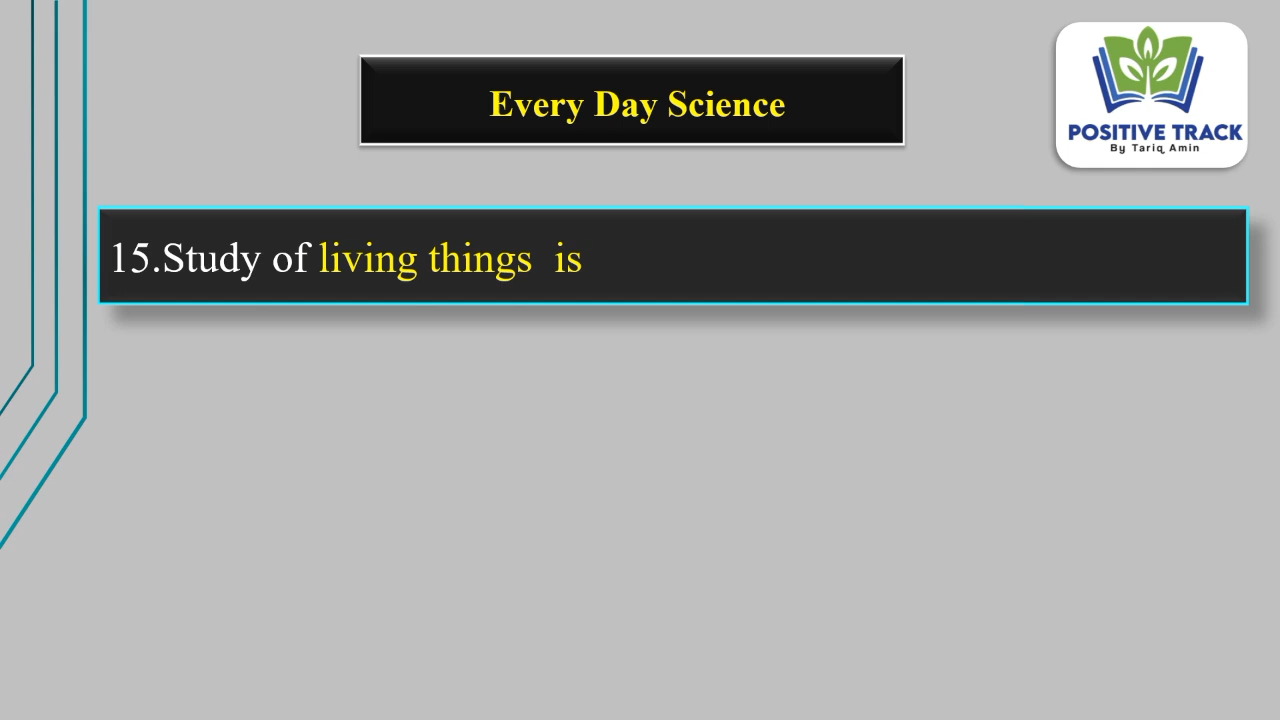 Every Day Science
POSITIVE TRACK
By Tariq Amin
15.Study of living things  is